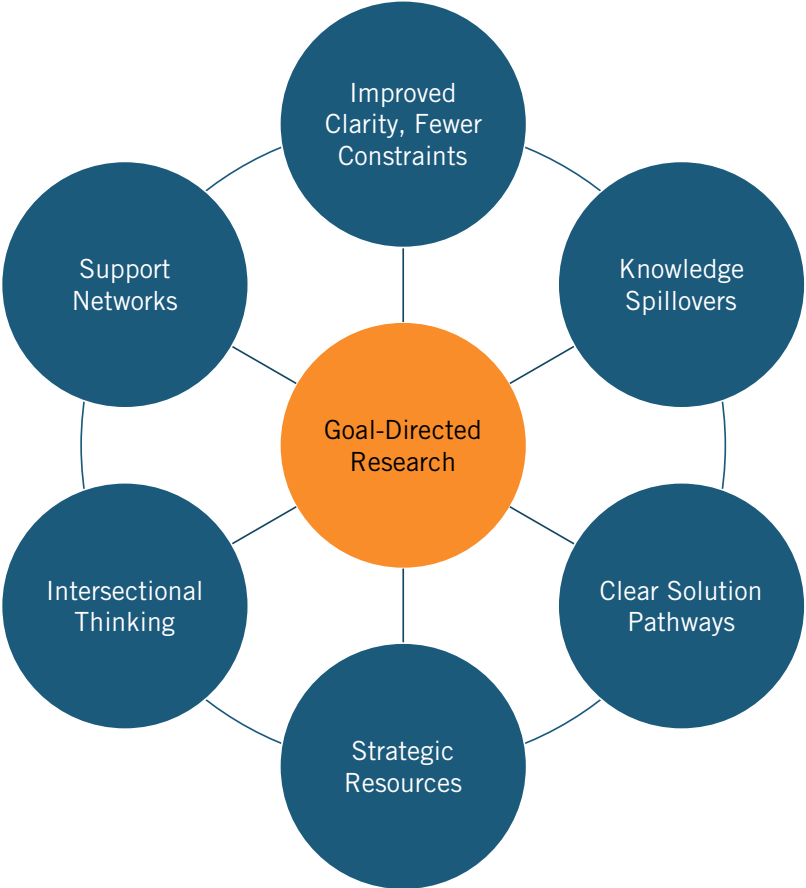 Improved
Clarity, Fewer
Constraints
Support
Networks
Knowledge
Spillovers
Goal-Directed
Research
Intersectional
Thinking
Clear Solution
Pathways
Strategic
Resources